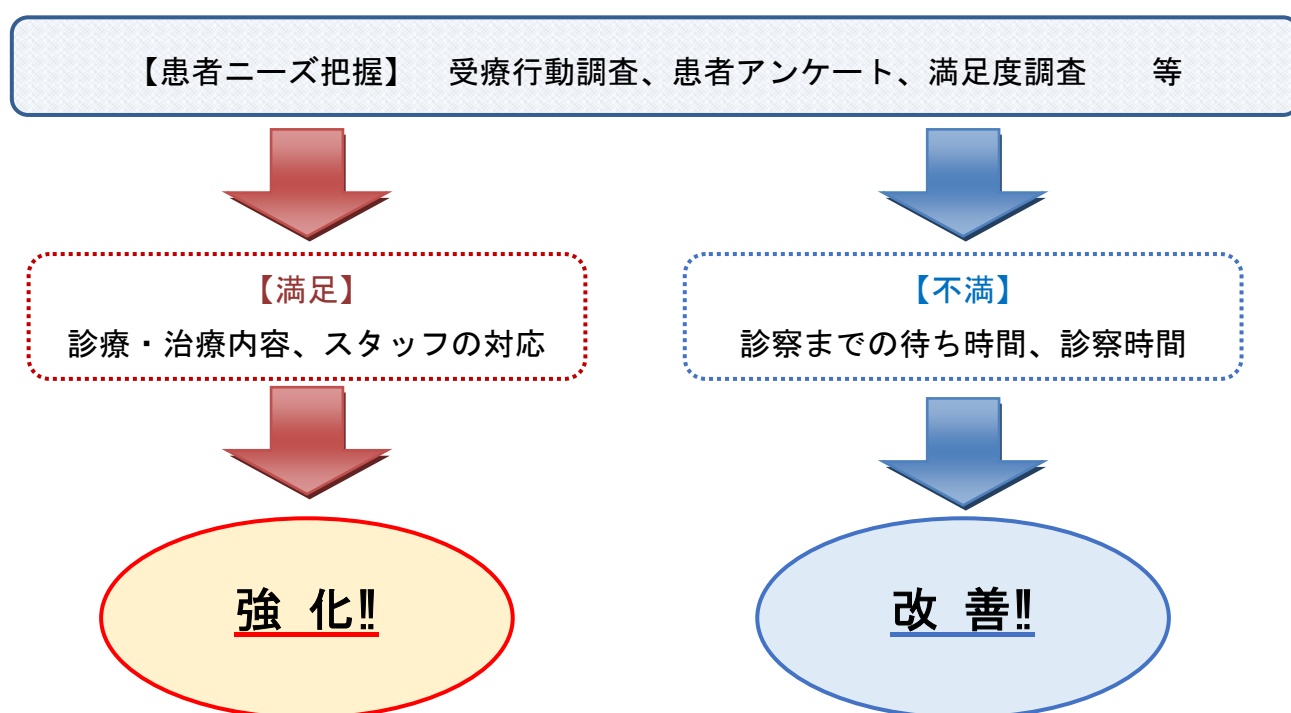 【患者ニーズ把握】　受療行動調査、患者アンケート、満足度調査　　等
【満足】
診療・治療内容、スタッフの対応
【不満】
診察までの待ち時間、診察時間
強 化‼
改 善‼